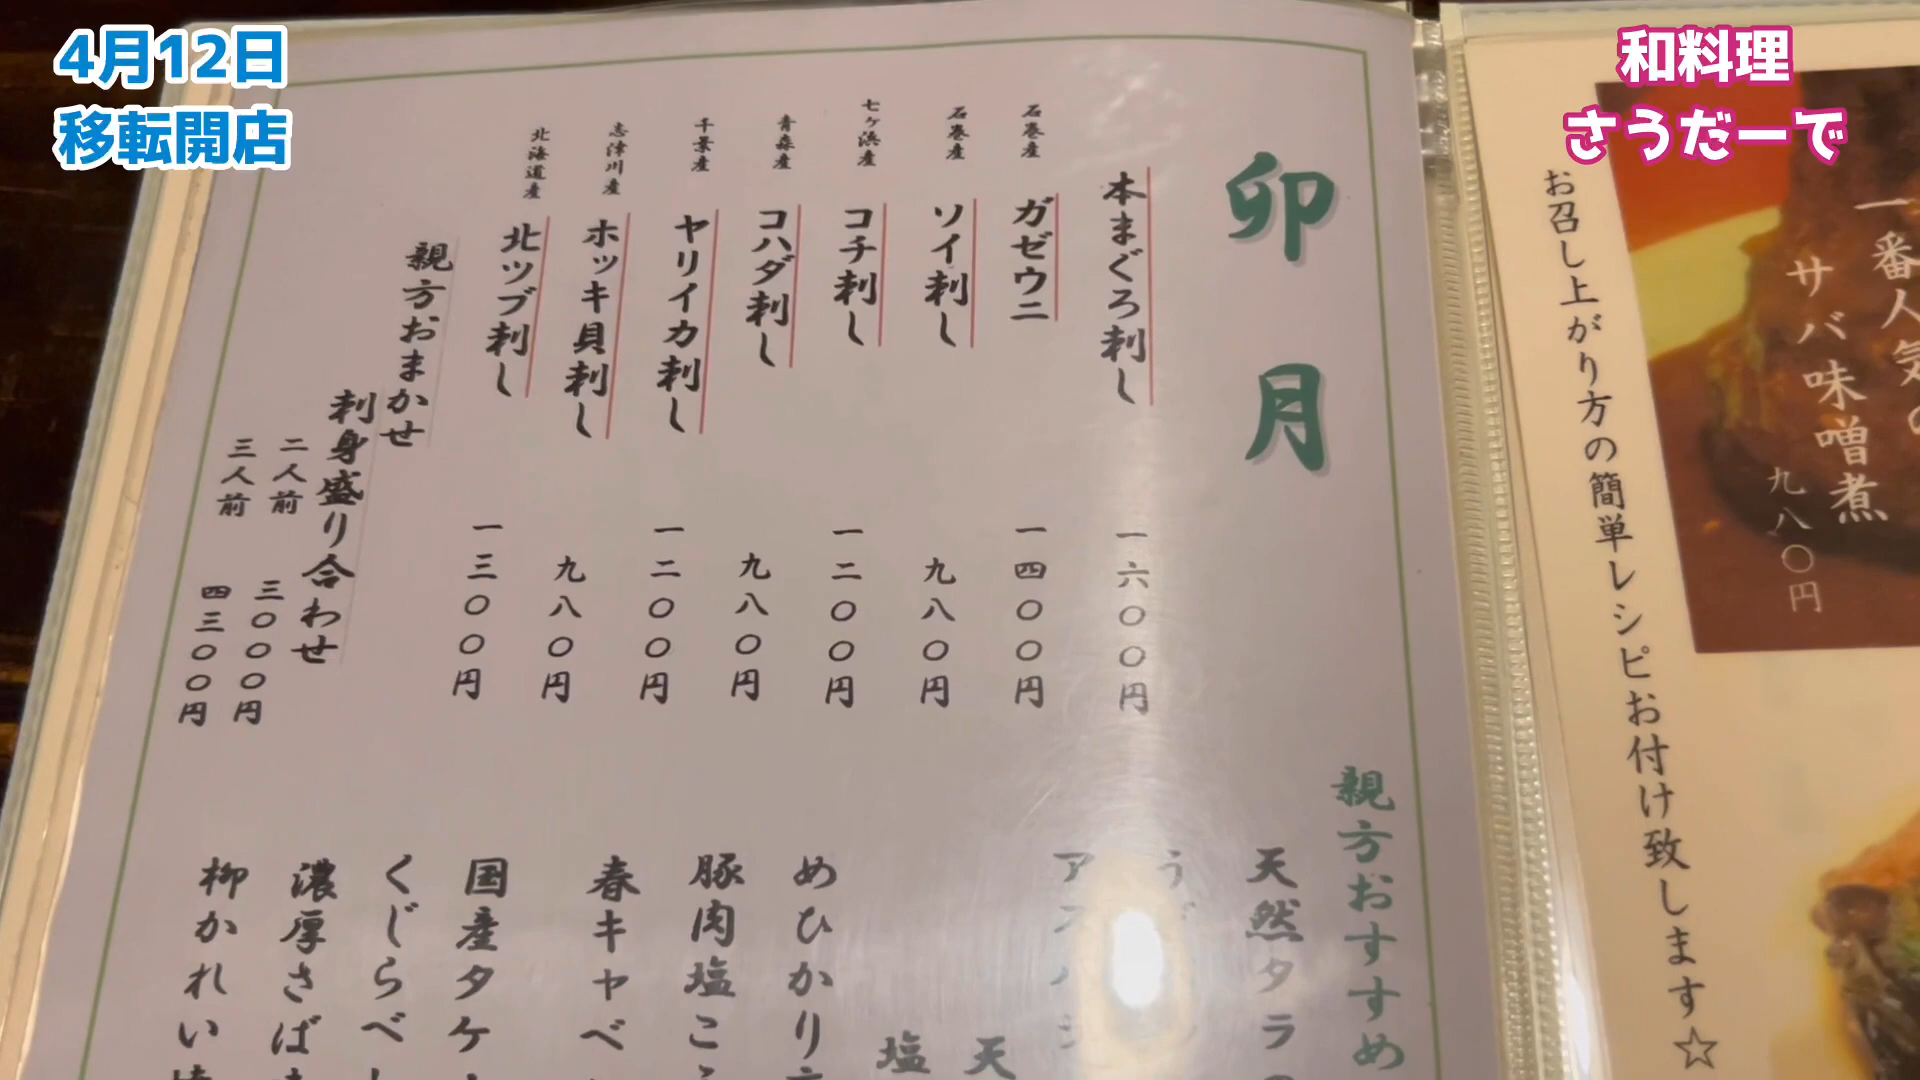 4月12日
移転開店
和料理
さうだーで
卯月
本まぐろ刺し 一六〇〇円
石巻産 ガゼウニ 一四〇〇円
石巻産 ソイ刺し 九八〇円
七ヶ浜産 コチ刺し 一二〇〇円
青森産 コハダ刺し 九八〇円
千葉産 ヤリイカ刺し 一二〇〇円
志津川産 ホッキ貝刺し 九八〇円
北海道産 北ツブ刺し 一三〇〇円
親方おまかせ
刺身盛り合わせ
二人前 三〇〇〇円
三人前 四三〇〇円
親方おすすめ
天然タラの
天
塩
めひかり
豚肉塩こ
春キャベ
国産タケ
くじらべ
濃厚さば
柳かれい
一番人気の
サバ味噌煮
九八〇円
お召し上がり方の簡単レシピお付け致します☆